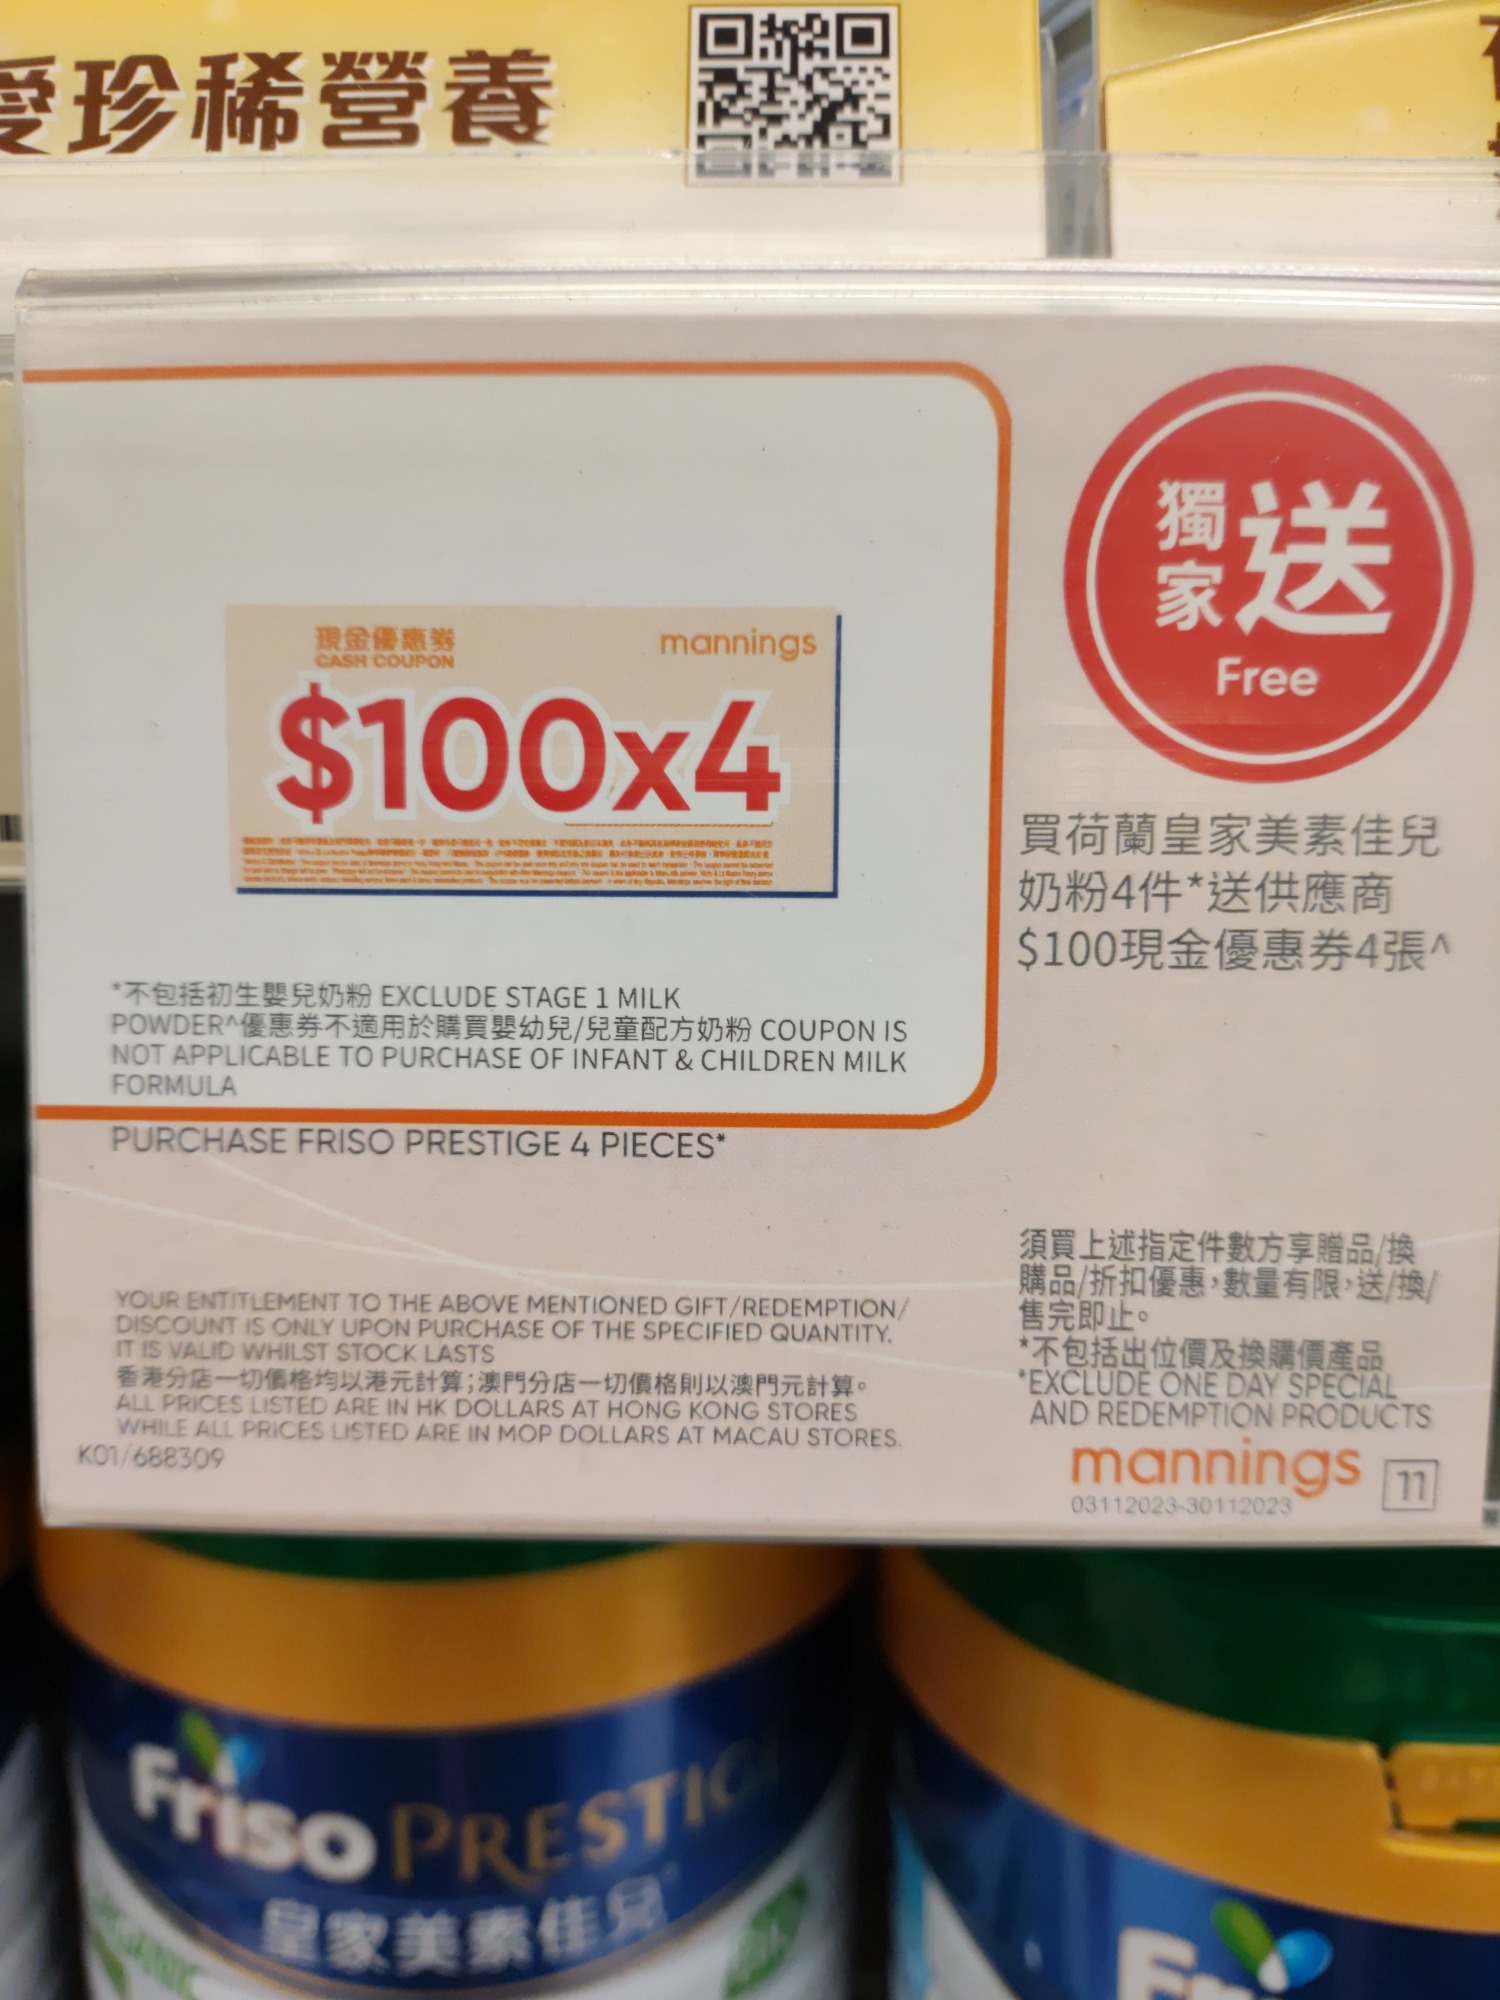 愛珍稀營養
獨家送
Free
現金優惠券
CASH COUPON
mannings
$100x4
買荷蘭皇家美素佳兒
奶粉4件*送供應商
$100現金優惠券4張^
*不包括初生嬰兒奶粉 EXCLUDE STAGE 1 MILK
POWDER^優惠券不適用於購買嬰幼兒/兒童配方奶粉 COUPON IS
NOT APPLICABLE TO PURCHASE OF INFANT & CHILDREN MILK
FORMULA
PURCHASE FRISO PRESTIGE 4 PIECES*
須買上述指定件數方享贈品/換
購品/折扣優惠,數量有限,送/換/
售完即止。
*不包括出位價及換購價產品
*EXCLUDE ONE DAY SPECIAL
AND REDEMPTION PRODUCTS
YOUR ENTITLEMENT TO THE ABOVE MENTIONED GIFT/REDEMPTION/
DISCOUNT IS ONLY UPON PURCHASE OF THE SPECIFIED QUANTITY.
IT IS VALID WHILST STOCK LASTS
香港分店一切價格均以港元計算;澳門分店一切價格則以澳門元計算。
ALL PRICES LISTED ARE IN HK DOLLARS AT HONG KONG STORES
WHILE ALL PRICES LISTED ARE IN MOP DOLLARS AT MACAU STORES.
K01/688309
mannings 11
03112023-30112023
Friso PRESTIG
皇家美素佳兒